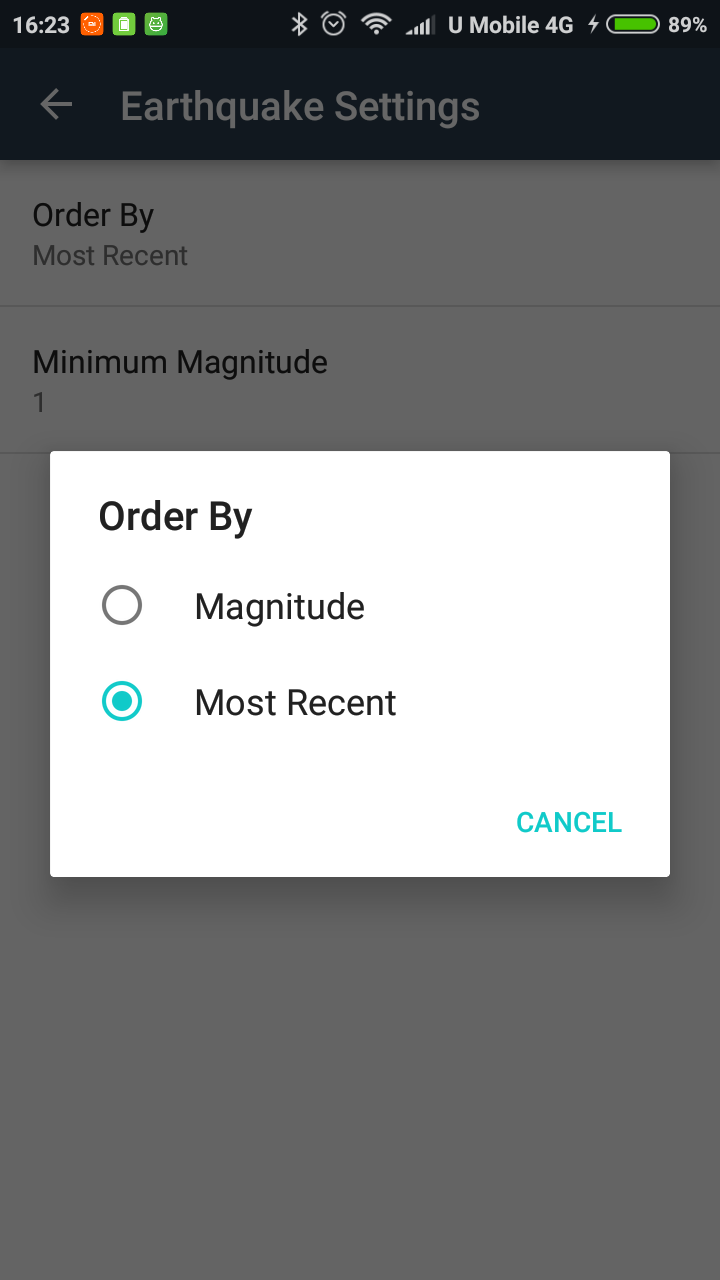 16:23 U Mobile 4G 89%
Earthquake Settings
Order By
Most Recent
Minimum Magnitude
1
Order By
Magnitude
Most Recent
CANCEL